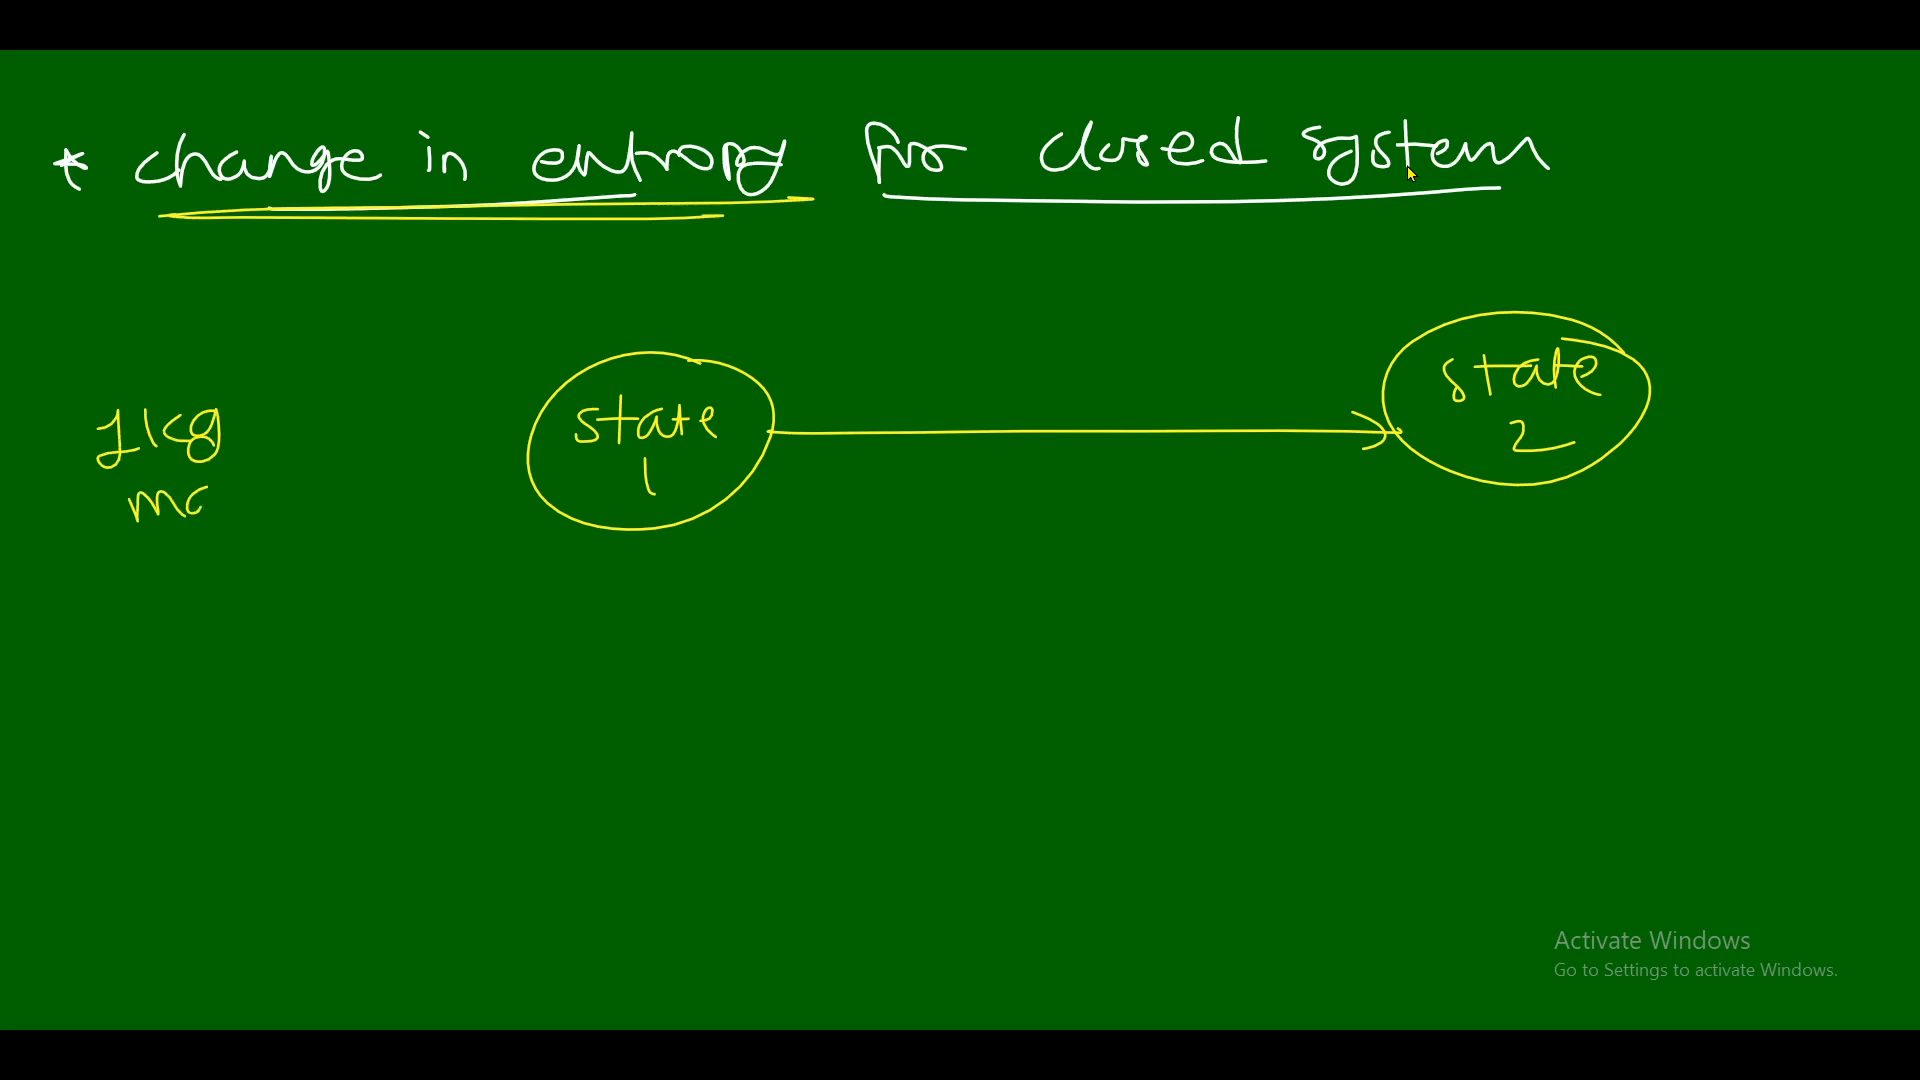 * change in entropy for closed system
state
2
state
1
1kg
ma
Activate Windows
Go to Settings to activate Windows.